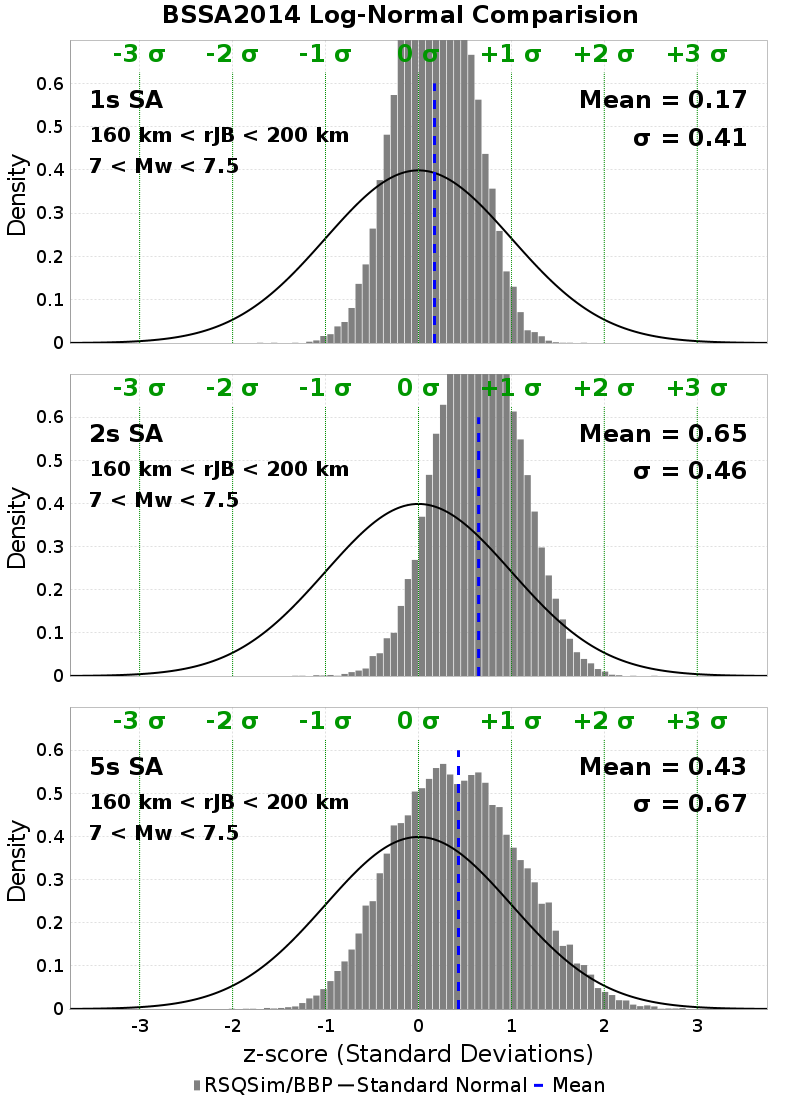 BSSA2014 Log-Normal Comparision
-3 σ -2 σ -1 σ 0 σ +1 σ +2 σ +3 σ
0.6
1s SA
Mean = 0.17
0.5
160 km < rJB < 200 km
σ = 0.41
7 < Mw < 7.5
0.4
0.3
0.2
0.1
0
Density
-3 σ -2 σ -1 σ 0 σ +1 σ +2 σ +3 σ
0.6
2s SA
Mean = 0.65
0.5
160 km < rJB < 200 km
σ = 0.46
7 < Mw < 7.5
0.4
0.3
0.2
0.1
0
Density
-3 σ -2 σ -1 σ 0 σ +1 σ +2 σ +3 σ
0.6
5s SA
Mean = 0.43
0.5
160 km < rJB < 200 km
σ = 0.67
7 < Mw < 7.5
0.4
0.3
0.2
0.1
0
Density
-3 -2 -1 0 1 2 3
z-score (Standard Deviations)
RSQSim/BBP Standard Normal Mean